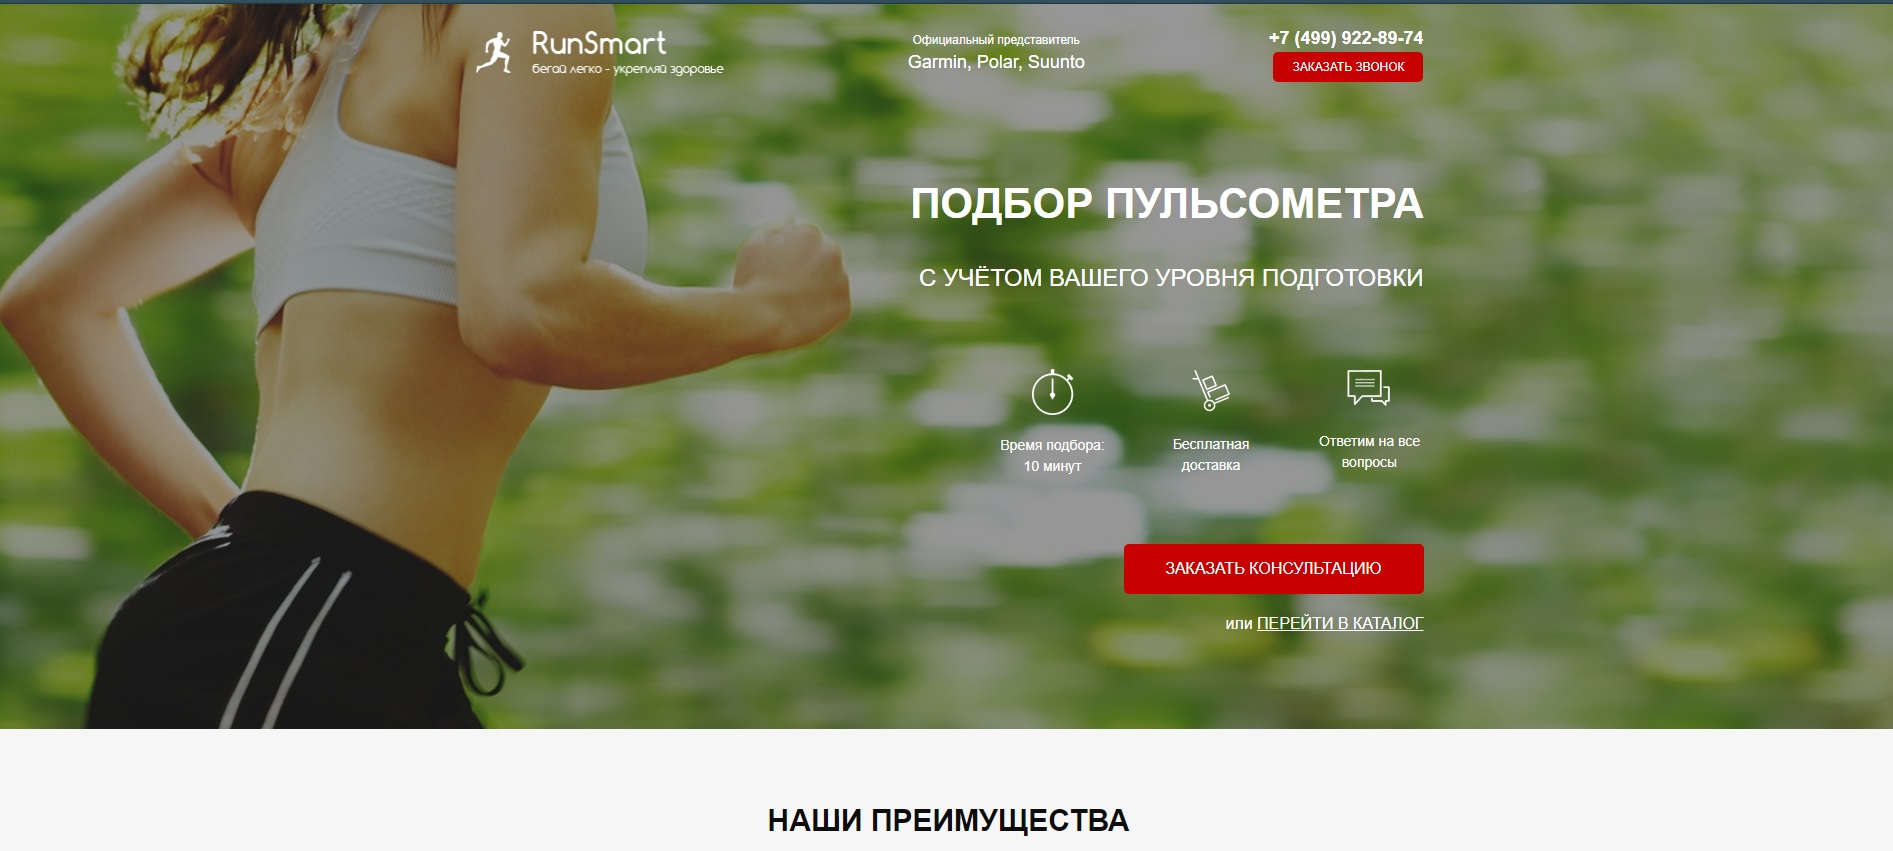 RunSmart
бегай легко - укрепляй здоровье
Официальный представитель
Garmin, Polar, Suunto
+7 (499) 922-89-74
ЗАКАЗАТЬ ЗВОНОК
ПОДБОР ПУЛЬСОМЕТРА
С УЧЁТОМ ВАШЕГО УРОВНЯ ПОДГОТОВКИ
Время подбора:
10 минут
Бесплатная
доставка
Ответим на все
вопросы
ЗАКАЗАТЬ КОНСУЛЬТАЦИЮ
или ПЕРЕЙТИ В КАТАЛОГ
НАШИ ПРЕИМУЩЕСТВА